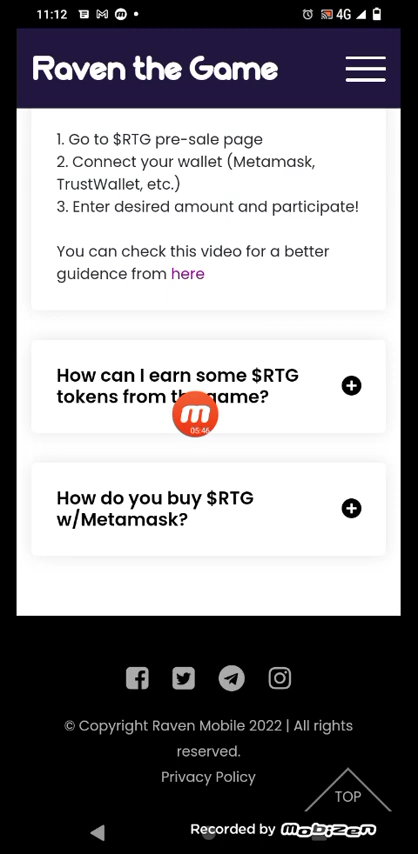 11:12
4G
Raven the Game
1. Go to $RTG pre-sale page
2. Connect your wallet (Metamask,
TrustWallet, etc.)
3. Enter desired amount and participate!
You can check this video for a better
guidence from here
How can I earn some $RTG
tokens from the game?
05:46
How do you buy $RTG
w/Metamask?
© Copyright Raven Mobile 2022 | All rights
reserved.
Privacy Policy
TOP
Recorded by mobizen